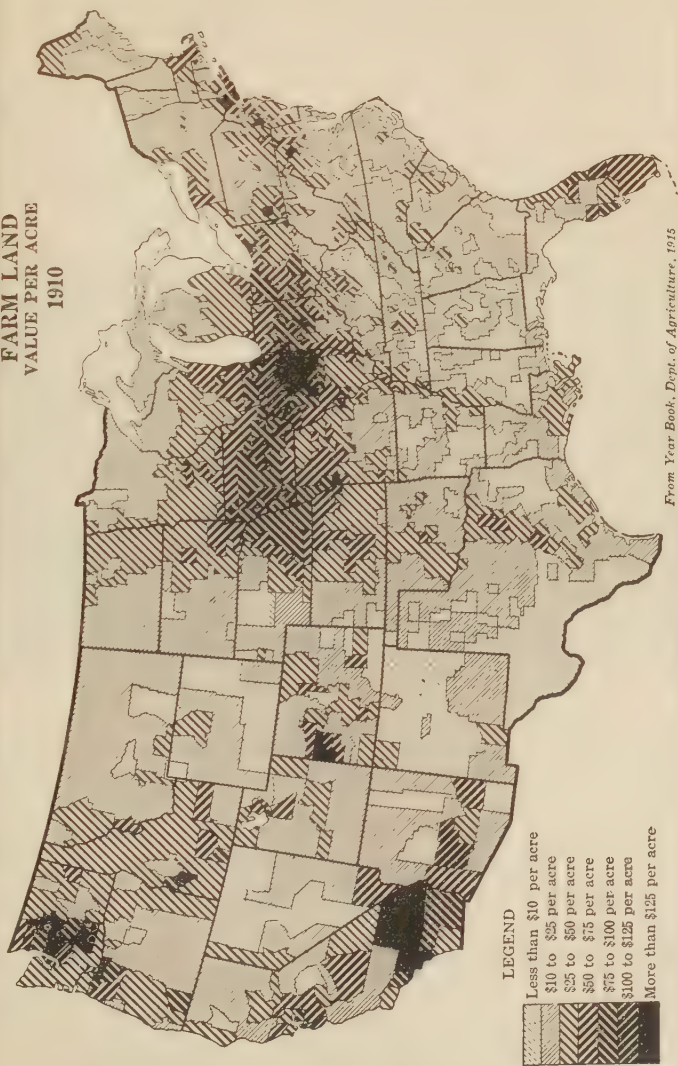 FARM LAND
VALUE PER ACRE
1910
LEGEND
Less than $10 per acre
$10 to $25 per acre
$25 to $50 per acre
$50 to $75 per acre
$75 to $100 per acre
$100 to $125 per acre
More than $125 per acre
From Year Book, Dept. of Agriculture, 1915